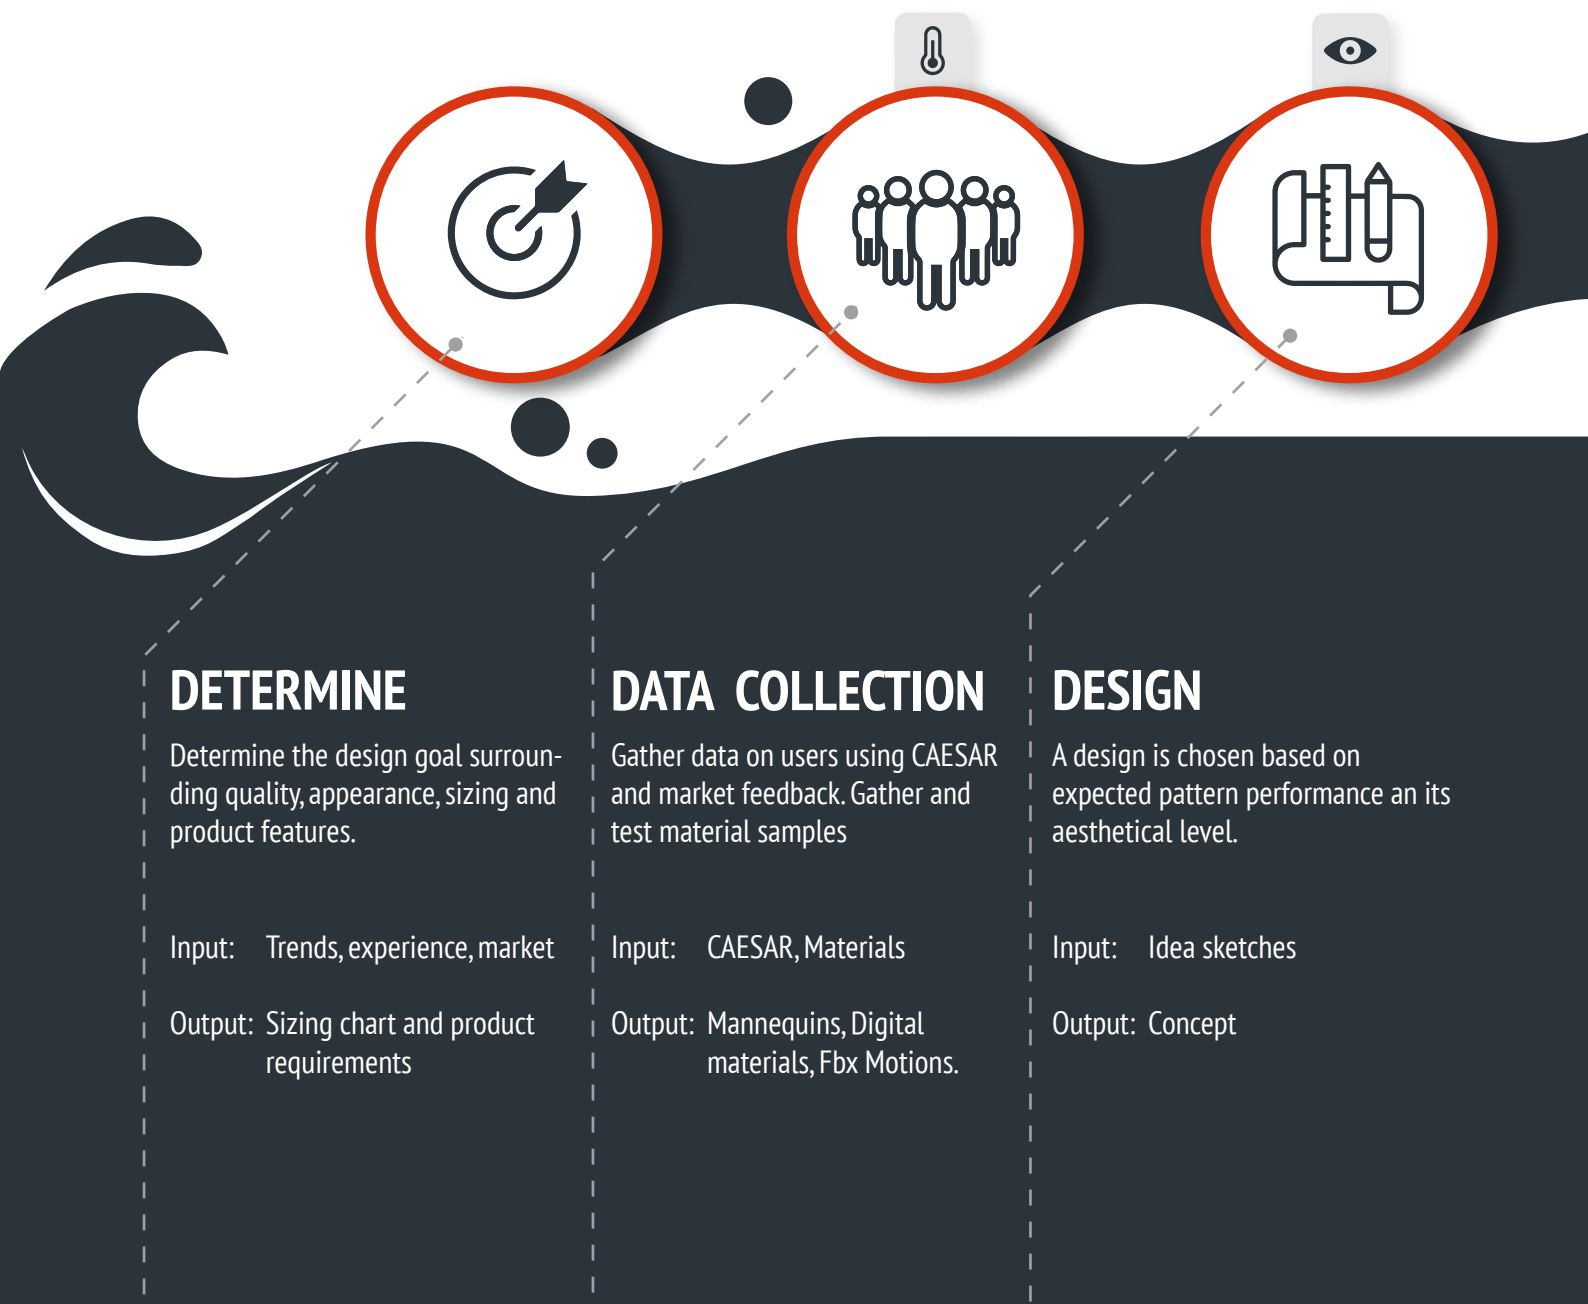 DETERMINE
Determine the design goal surroun-
ding quality, appearance, sizing and
product features.
Input: Trends, experience, market
Output: Sizing chart and product
requirements
DATA COLLECTION
Gather data on users using CAESAR
and market feedback. Gather and
test material samples
Input: CAESAR, Materials
Output: Mannequins, Digital
materials, Fbx Motions.
DESIGN
A design is chosen based on
expected pattern performance an its
aesthetical level.
Input: Idea sketches
Output: Concept